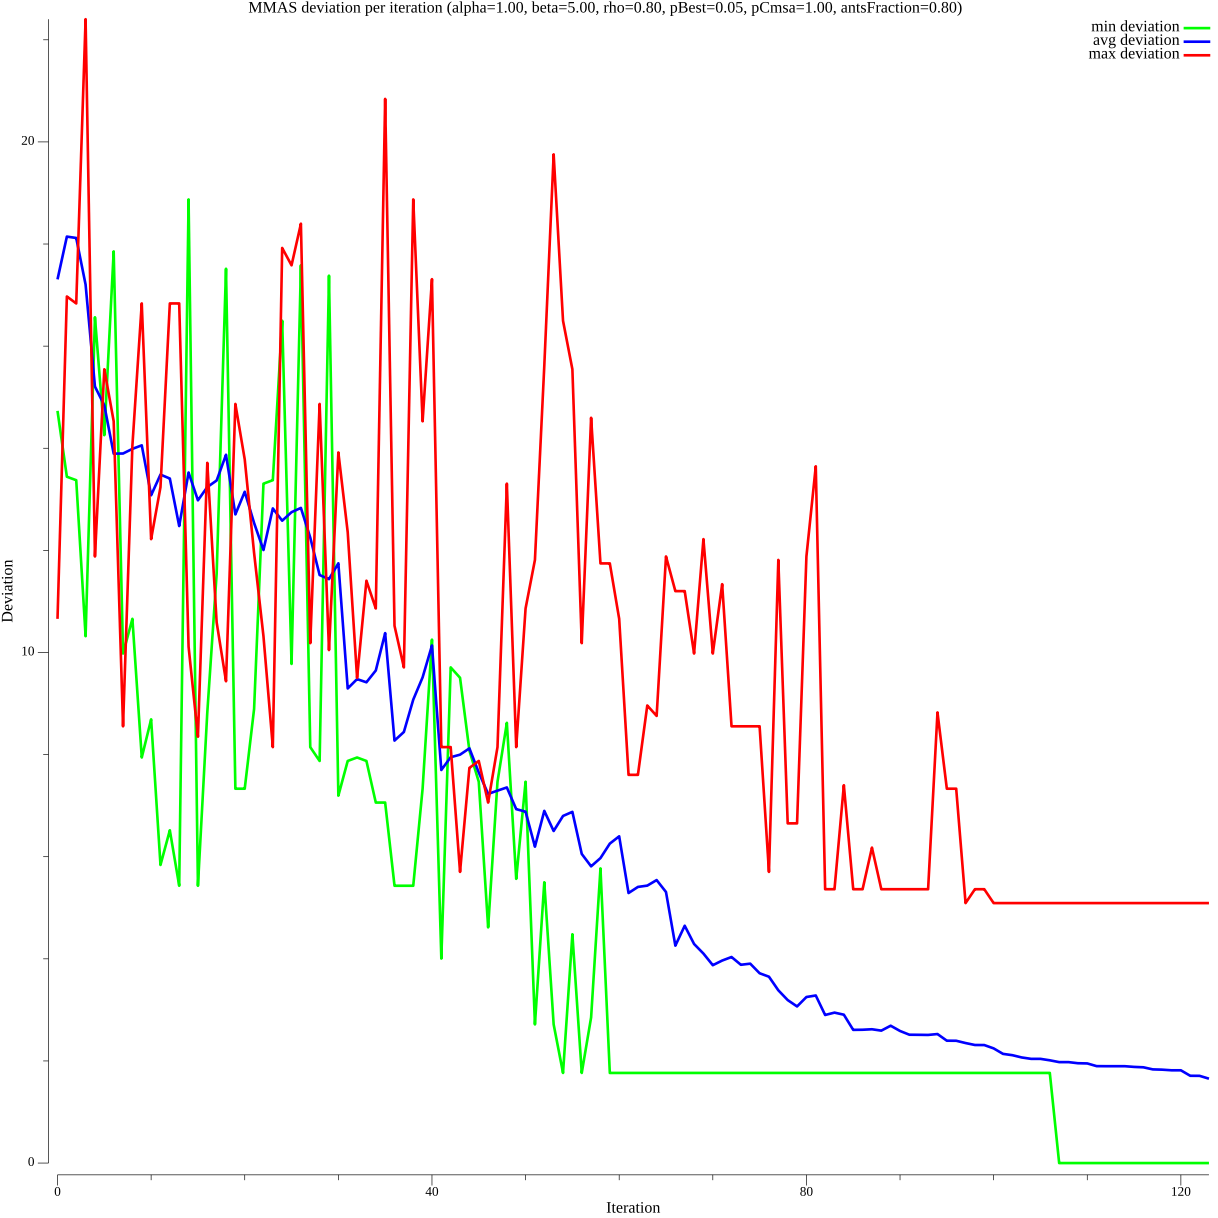 MMAS deviation per iteration (alpha=1.00, beta=5.00, rho=0.80, pBest=0.05, pCmsa=1.00, antsFraction=0.80)
min deviation
avg deviation
max deviation
20
10
0
Deviation
0
40
80
120
Iteration